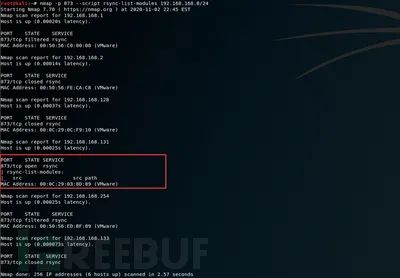 root@kali:~# nmap -p 873 --script rsync-list-modules 192.168.168.0/24
Starting Nmap 7.70 ( https://nmap.org ) at 2020-11-02 22:45 EST
Nmap scan report for 192.168.168.1
Host is up (0.00020s latency).
PORT STATE SERVICE
873/tcp filtered rsync
MAC Address: 00:50:56:C0:00:08 (VMware)
Nmap scan report for 192.168.168.2
Host is up (0.00014s latency).
PORT STATE SERVICE
873/tcp closed rsync
MAC Address: 00:50:56:FE:CA:C8 (VMware)
Nmap scan report for 192.168.168.128
Host is up (0.00037s latency).
PORT STATE SERVICE
873/tcp closed rsync
MAC Address: 00:0C:29:0C:F9:10 (VMware)
Nmap scan report for 192.168.168.131
Host is up (0.00025s latency).
PORT STATE SERVICE
873/tcp open rsync
| rsync-list-modules:
|_ src src path
MAC Address: 00:0C:29:03:8D:89 (VMware)
Nmap scan report for 192.168.168.254
Host is up (0.00025s latency).
PORT STATE SERVICE
873/tcp filtered rsync
MAC Address: 00:50:56:ED:BF:89 (VMware)
Nmap scan report for 192.168.168.133
Host is up (0.000073s latency).
PORT STATE SERVICE
873/tcp closed rsync
Nmap done: 256 IP addresses (6 hosts up) scanned in 2.57 seconds
REEBUF